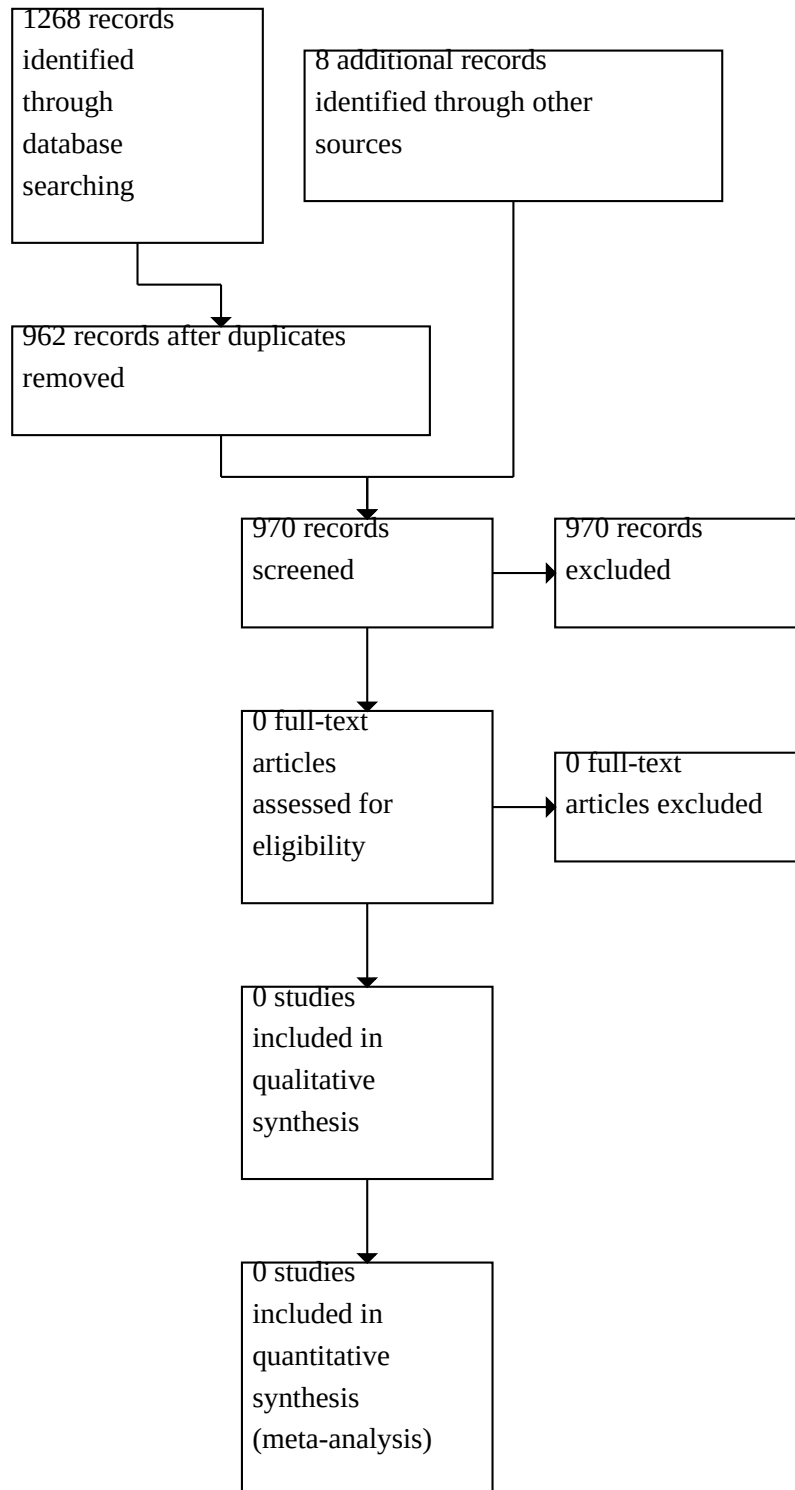 1268 records
identified
through
database
searching
8 additional records
identified through other
sources
962 records after duplicates
removed
970 records
screened
970 records
excluded
0 full-text
articles
assessed for
eligibility
0 full-text
articles excluded
0 studies
included in
qualitative
synthesis
0 studies
included in
quantitative
synthesis
(meta-analysis)